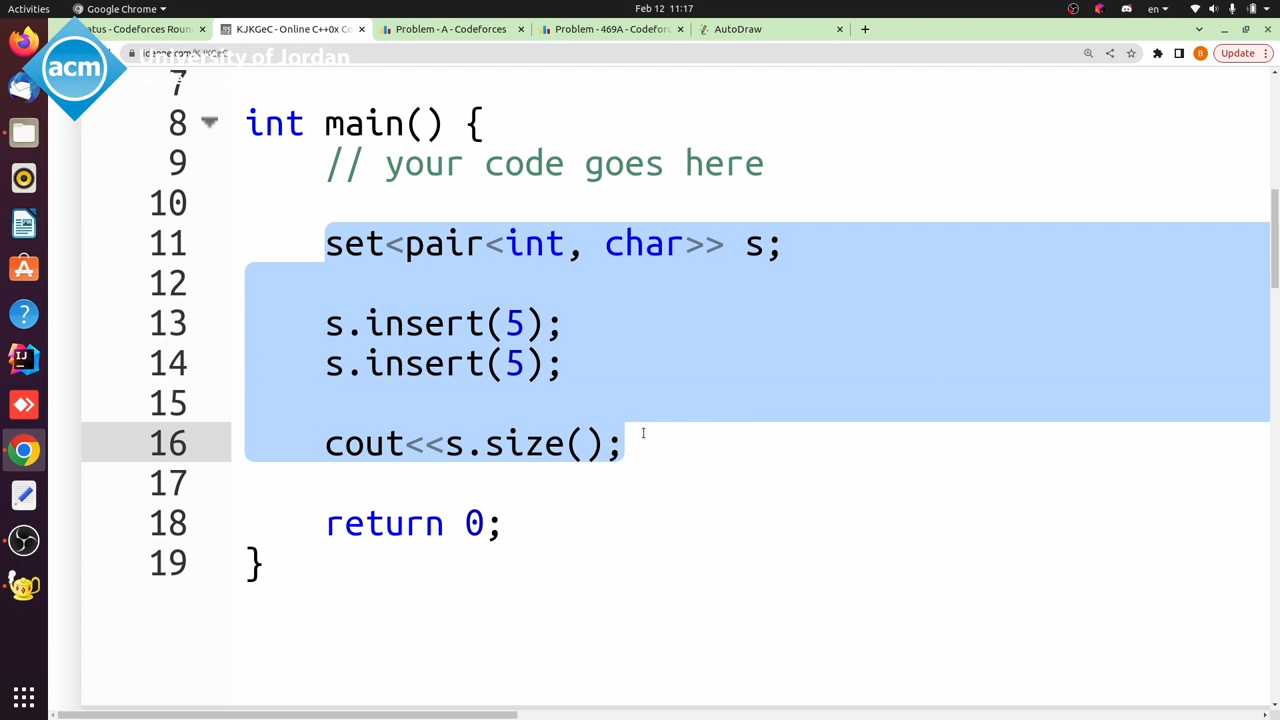 Activities
Google Chrome
Feb 12 11:17
en
atus - Codeforces Roun
KJKGeC - Online C++0x Co
Problem - A - Codeforces
Problem - 469A - Codeforc
AutoDraw
Update
acm
University of Jordan
7
8 int main() {
9 // your code goes here
10
11 set<pair<int, char>> s;
12
13 s.insert(5);
14 s.insert(5);
15
16 cout<<s.size();
17
18 return 0;
19 }